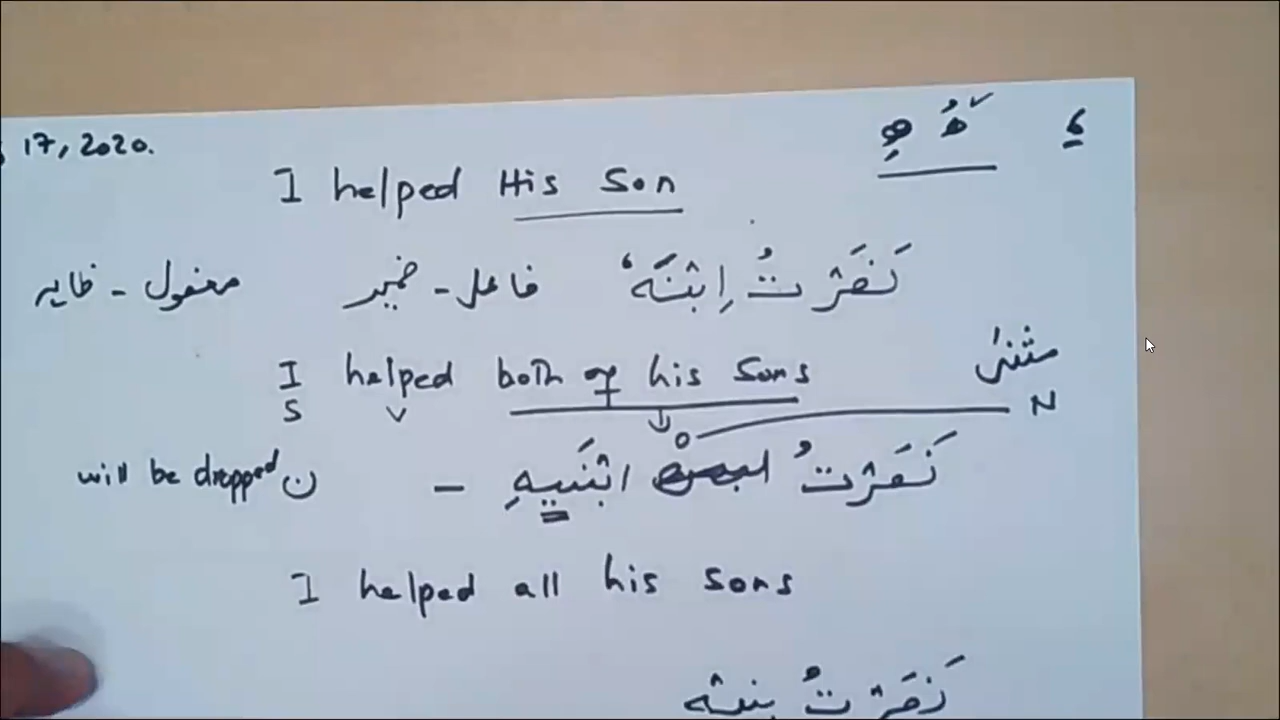 17, 2020.
هُ هِ
I helped His Son
نَصَرْتُ اِبْنَهُ فاعل - ضمير مفعول - ظاہر
I helped both of his Sons مثنىٰ
S V O N
نَصَرْتُ ابْنَيهِ - ن will be dropped
I helped all his sons
نَصَرْتُ